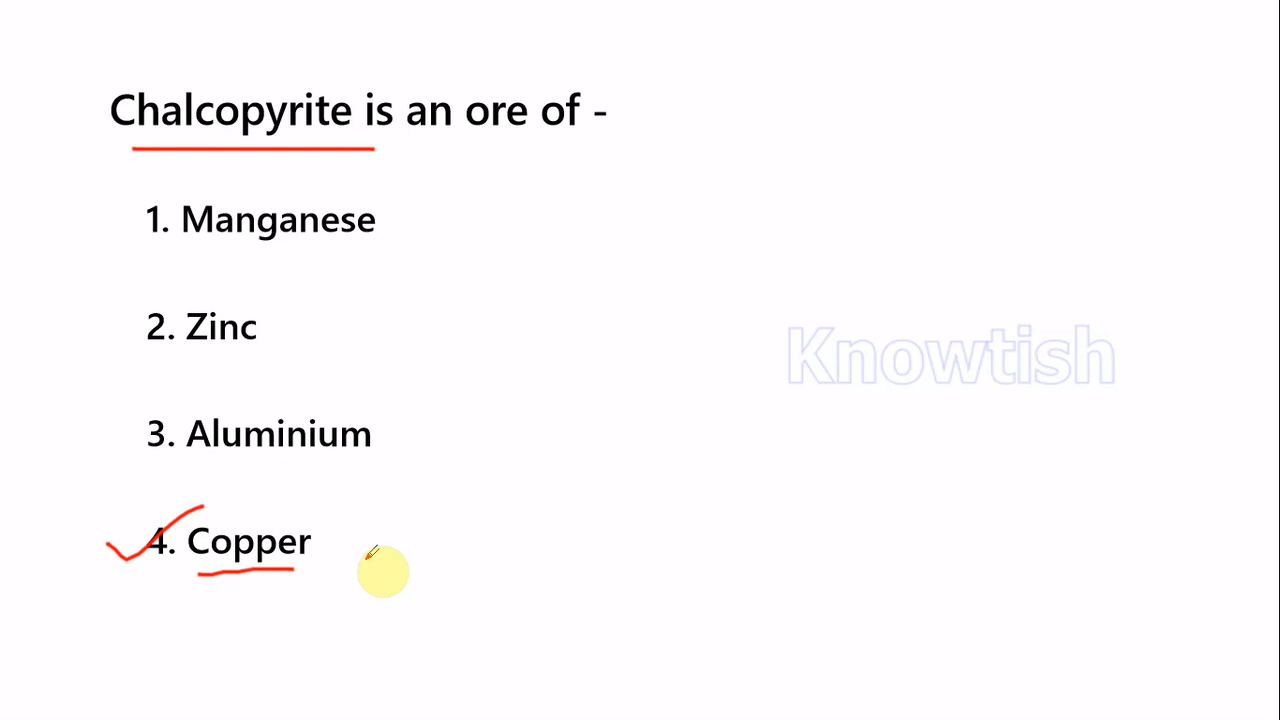 Chalcopyrite is an ore of -
1. Manganese
2. Zinc
Knowtish
3. Aluminium
4. Copper